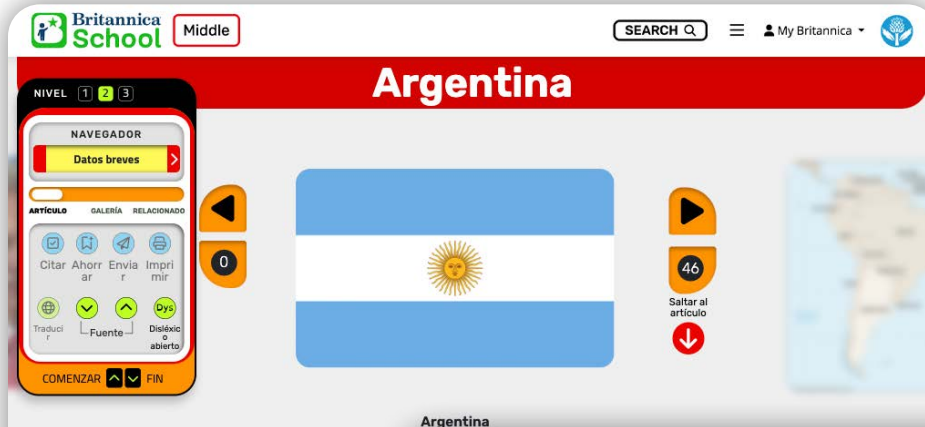 Britannica
School
Middle
SEARCH
My Britannica
Argentina
NIVEL 1 2 3
NAVEGADOR
Datos breves
ARTÍCULO GALERÍA RELACIONADO
Citar Ahorr Envia Impri
ar r mir
Traduci Fuente Disléxic
r o
abierto
Dys
COMENZAR FIN
0
46
Saltar al
artículo
Argentina